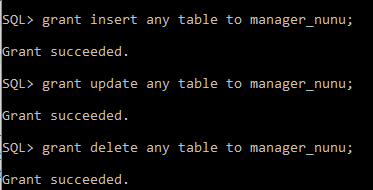 SQL> grant insert any table to manager_nunu;
Grant succeeded.
SQL> grant update any table to manager_nunu;
Grant succeeded.
SQL> grant delete any table to manager_nunu;
Grant succeeded.